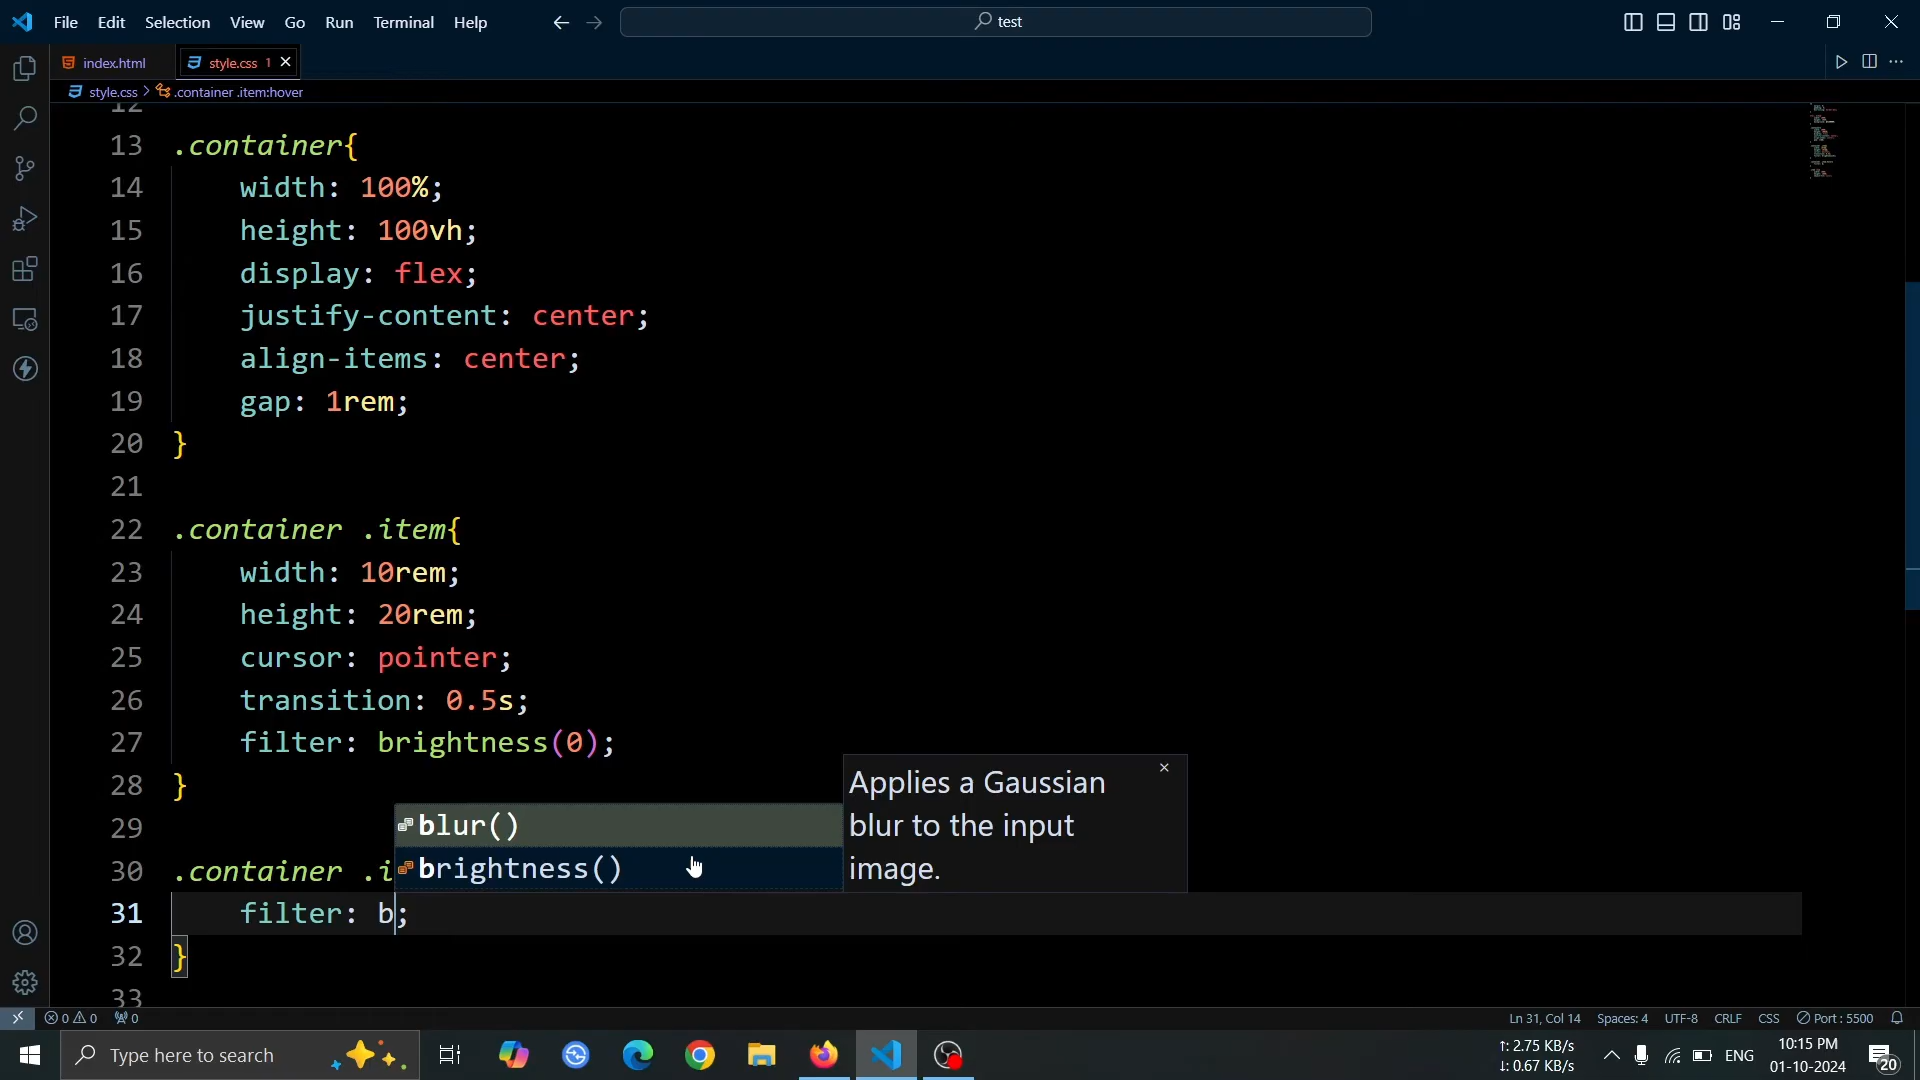 File Edit Selection View Go Run Terminal Help
test
index.html
style.css 1
style.css > .container .item:hover
12
13 .container{
14 width: 100%;
15 height: 100vh;
16 display: flex;
17 justify-content: center;
18 align-items: center;
19 gap: 1rem;
20 }
21
22 .container .item{
23 width: 10rem;
24 height: 20rem;
25 cursor: pointer;
26 transition: 0.5s;
27 filter: brightness(0);
28 }
29
30 .container .i
31 filter: b;
32 }
33
blur()
brightness()
Applies a Gaussian
blur to the input
image.
0 0 0
Ln 31, Col 14 Spaces: 4 UTF-8 CRLF CSS Port : 5500
Type here to search
↑: 2.75 KB/s
↓: 0.67 KB/s
ENG
10:15 PM
01-10-2024
20